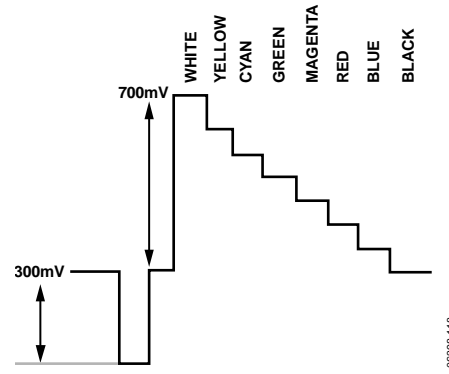 WHITE
YELLOW
CYAN
GREEN
MAGENTA
RED
BLUE
BLACK
700mV
300mV